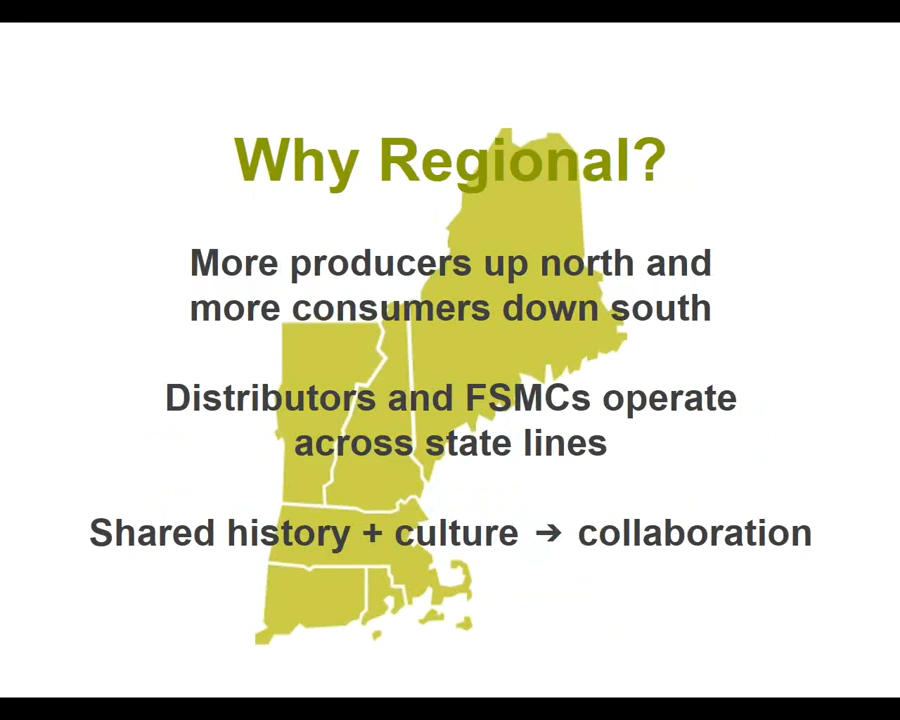 Why Regional?
More producers up north and
more consumers down south
Distributors and FSMCs operate
across state lines
Shared history + culture → collaboration